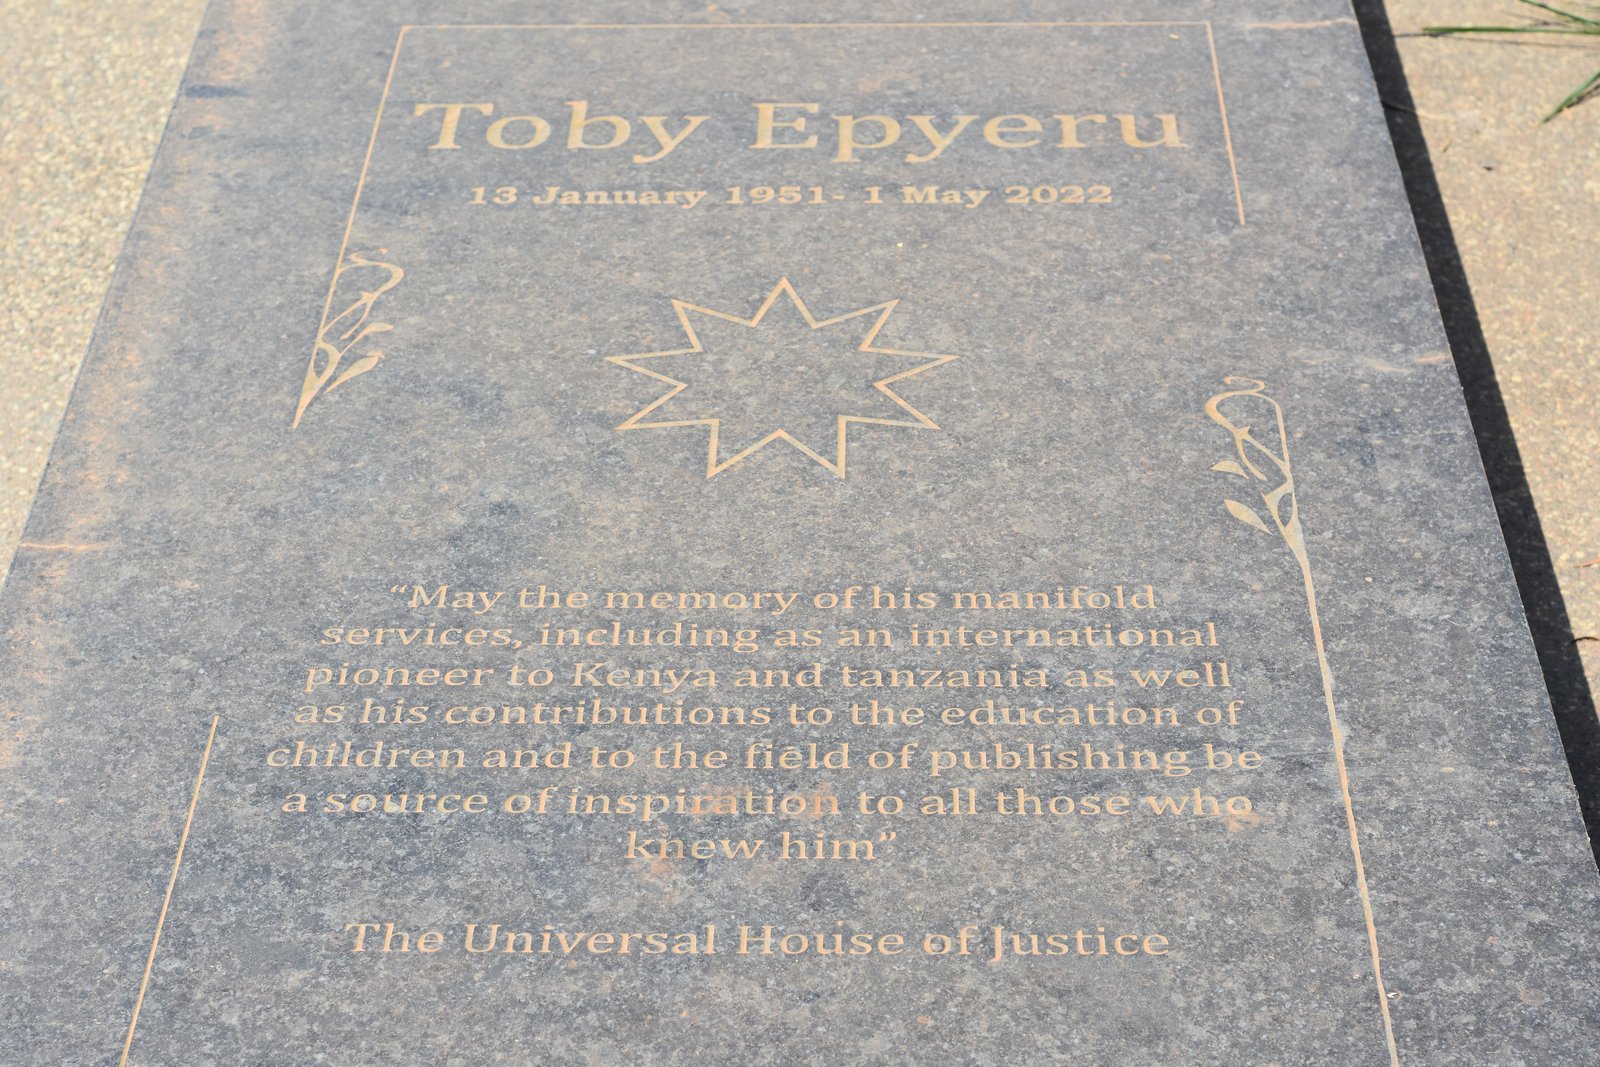 Toby Epyeru
13 January 1951- 1 May 2022
“May the memory of his manifold
services, including as an international
pioneer to Kenya and tanzania as well
as his contributions to the education of
children and to the field of publishing be
a source of inspiration to all those who
knew him”
The Universal House of Justice